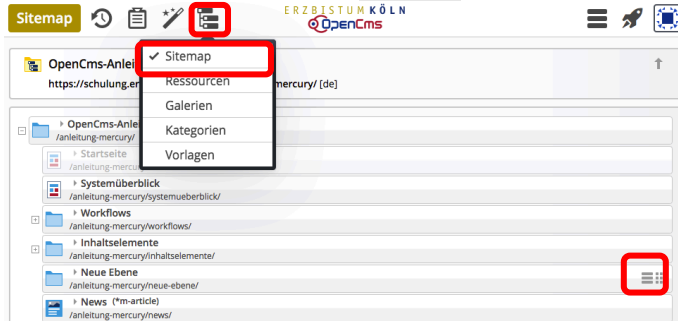 Sitemap
ERZBISTUM KÖLN
OpenCms
OpenCms-Anlei
https://schulung.er
mercury/ [de]
Sitemap
Ressourcen
Galerien
Kategorien
Vorlagen
OpenCms-Anlei
/anleitung-mercury/
Startseite
/anleitung-mercu
Systemüberblick
/anleitung-mercury/systemueberblick/
Workflows
/anleitung-mercury/workflows/
Inhaltselemente
/anleitung-mercury/inhaltselemente/
Neue Ebene
/anleitung-mercury/neue-ebene/
News (*m-article)
/anleitung-mercury/news/